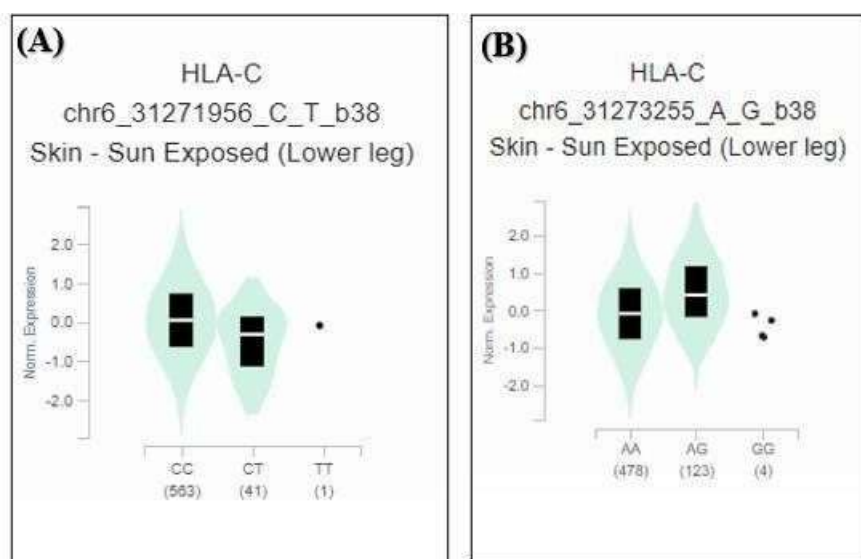 (A)
HLA-C
chr6_31271956_C_T_b38
Skin - Sun Exposed (Lower leg)
Norm. Expression
2.0
1.0
0.0
-1.0
-2.0
CC CT TT
(563) (41) (1)
(B)
HLA-C
chr6_31273255_A_G_b38
Skin - Sun Exposed (Lower leg)
Norm. Expression
2.0
1.0
0.0
-1.0
-2.0
AA AG GG
(478) (123) (4)